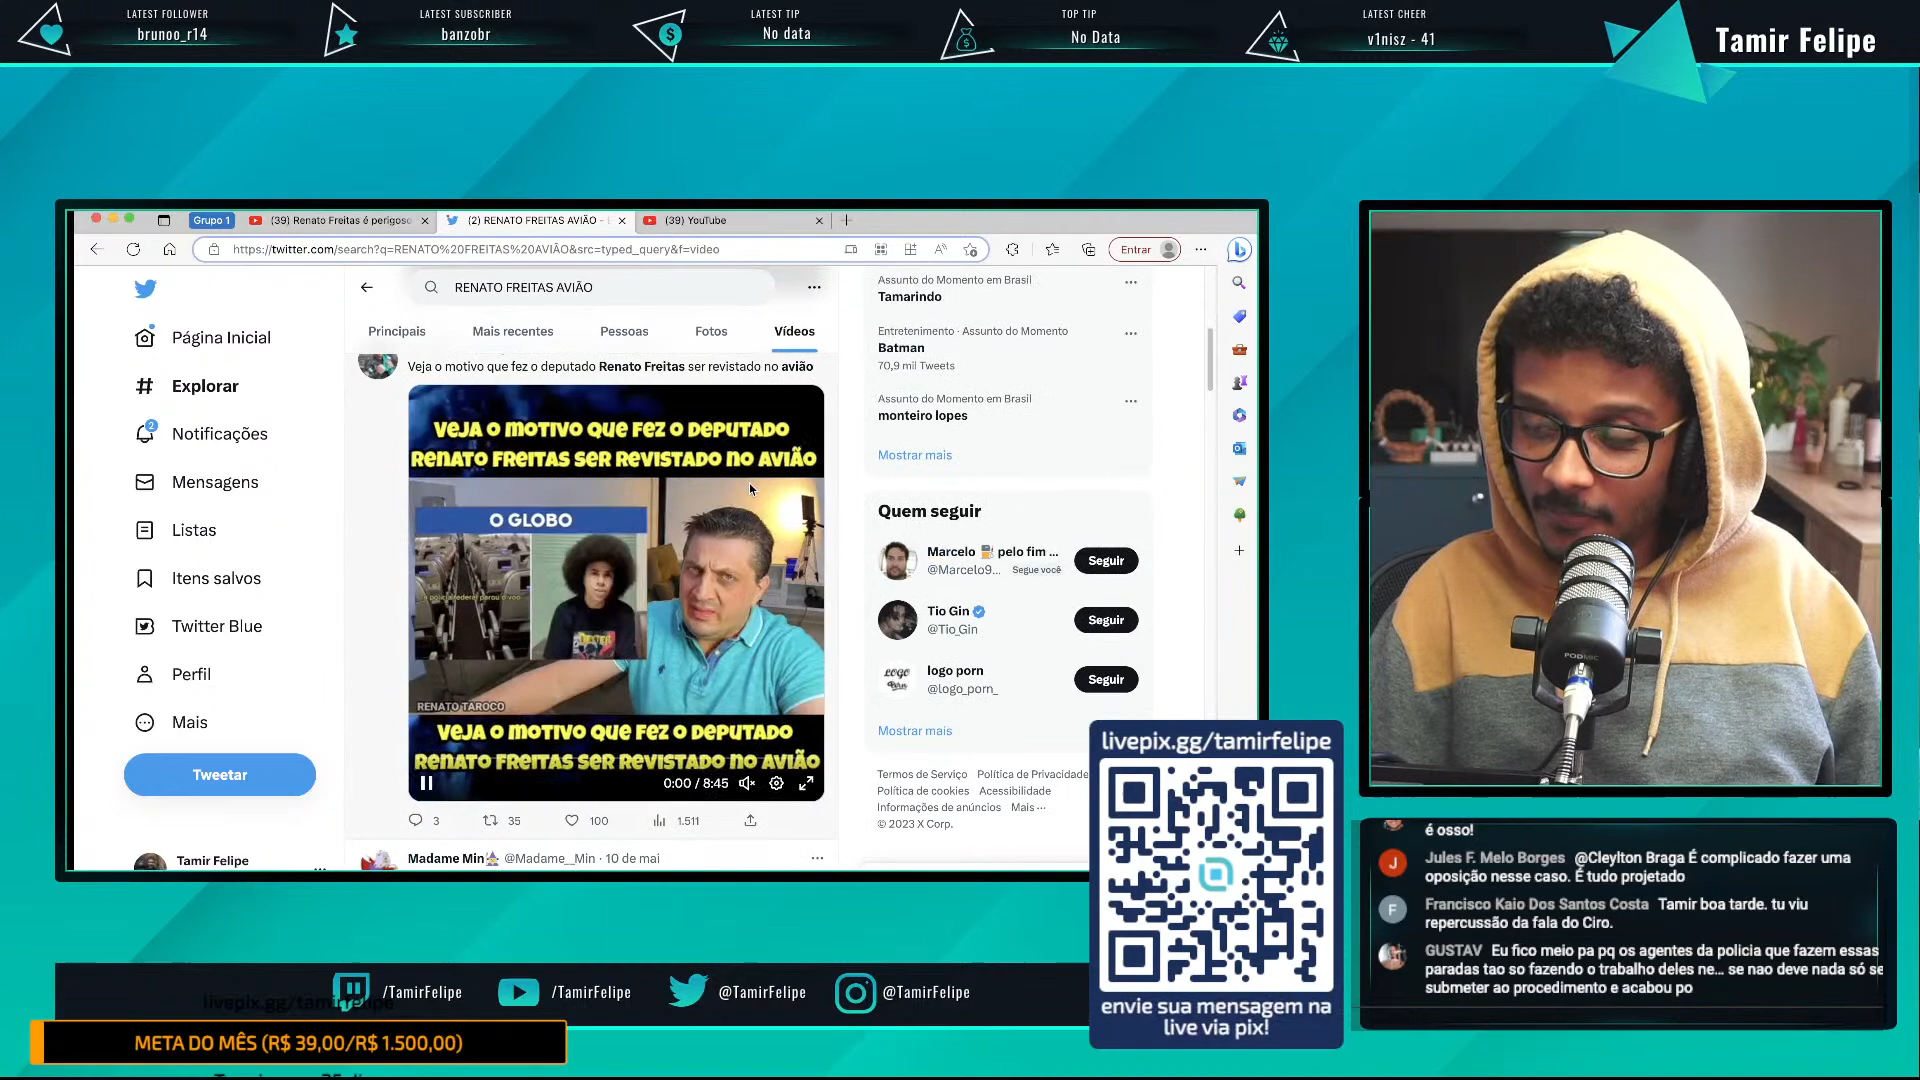 LATEST FOLLOWER
brunoo_r14
LATEST SUBSCRIBER
banzobr
LATEST TIP
No data
TOP TIP
No Data
LATEST CHEER
v1nisz - 41
Tamir Felipe
Grupo 1
(39) Renato Freitas é perigoso
(2) RENATO FREITAS AVIÃO -
(39) YouTube
https://twitter.com/search?q=RENATO%20FREITAS%20AVIÃO&src=typed_query&f=video
Entrar
RENATO FREITAS AVIÃO
Principais
Mais recentes
Pessoas
Fotos
Vídeos
Página Inicial
Explorar
2
Notificações
Mensagens
Listas
Itens salvos
Twitter Blue
Perfil
Mais
Tweetar
Tamir Felipe
Veja o motivo que fez o deputado Renato Freitas ser revistado no avião
VEJA O MOTIVO QUE FEZ O DEPUTADO
RENATO FREITAS SER REVISTADO NO AVIÃO
O GLOBO
a polícia federal parou o voo
RENATO TAROCO
VEJA O MOTIVO QUE FEZ O DEPUTADO
RENATO FREITAS SER REVISTADO NO AVIÃO
0:00 / 8:45
3
35
100
1.511
Madame Min @Madame__Min · 10 de mai
Assunto do Momento em Brasil
Tamarindo
Entretenimento · Assunto do Momento
Batman
70,9 mil Tweets
Assunto do Momento em Brasil
monteiro lopes
Mostrar mais
Quem seguir
Marcelo pelo fim ...
@Marcelo9... Segue você
Seguir
Tio Gin
@Tio_Gin
Seguir
LOGO
Porn
logo porn
@logo_porn_
Seguir
Mostrar mais
Termos de Serviço Política de Privacidade
Política de cookies Acessibilidade
Informações de anúncios Mais ···
© 2023 X Corp.
PODMIC
livepix.gg/tamirfelipe
envie sua mensagem na
live via pix!
é osso!
J
Jules F. Melo Borges @Cleylton Braga É complicado fazer uma
oposição nesse caso. É tudo projetado
F
Francisco Kaio Dos Santos Costa Tamir boa tarde. tu viu
repercussão da fala do Ciro.
GUSTAV Eu fico meio pa pq os agentes da policia que fazem essas
paradas tao so fazendo o trabalho deles ne... se nao deve nada só se
submeter ao procedimento e acabou po
/TamirFelipe
/TamirFelipe
@TamirFelipe
@TamirFelipe
livepix.gg/tamirfelipe
META DO MÊS (R$ 39,00/R$ 1.500,00)